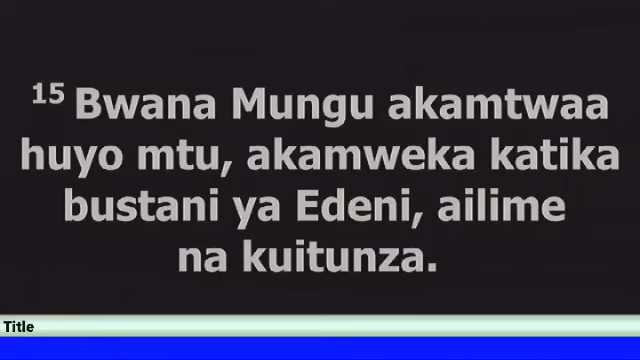 15 Bwana Mungu akamtwaa
huyo mtu, akamweka katika
bustani ya Edeni, ailime
na kuitunza.
Title